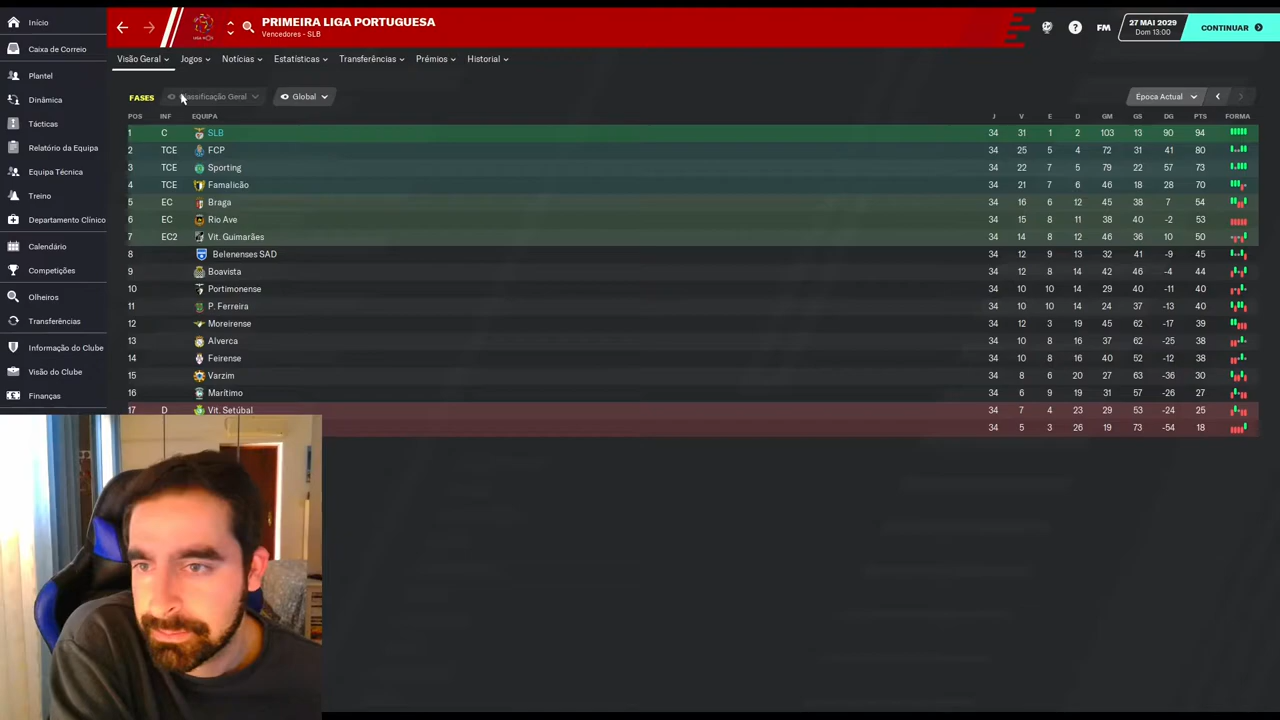 Início
Caixa de Correio
Plantel
Dinâmica
Tácticas
Relatório da Equipa
Equipa Técnica
Treino
Departamento Clínico
Calendário
Competições
Olheiros
Transferências
Informação do Clube
Visão do Clube
Finanças
PRIMEIRA LIGA PORTUGUESA
Vencedores - SLB
FM
27 MAI 2029
Dom 13:00
CONTINUAR
Visão Geral Jogos Notícias Estatísticas Transferências Prémios Historial
FASES Classificação Geral Global Época Actual
POS INF EQUIPA J V E D GM GS DG PTS FORMA
1 C SLB 34 31 1 2 103 13 90 94
2 TCE FCP 34 25 5 4 72 31 41 80
3 TCE Sporting 34 22 7 5 79 22 57 73
4 TCE Famalicão 34 21 7 6 46 18 28 70
5 EC Braga 34 16 6 12 45 38 7 54
6 EC Rio Ave 34 15 8 11 38 40 -2 53
7 EC2 Vit. Guimarães 34 14 8 12 46 36 10 50
8 Belenenses SAD 34 12 9 13 32 41 -9 45
9 Boavista 34 12 8 14 42 46 -4 44
10 Portimonense 34 10 10 14 29 40 -11 40
11 P. Ferreira 34 10 10 14 24 37 -13 40
12 Moreirense 34 12 3 19 45 62 -17 39
13 Alverca 34 10 8 16 37 62 -25 38
14 Feirense 34 10 8 16 40 52 -12 38
15 Varzim 34 8 6 20 27 63 -36 30
16 Marítimo 34 6 9 19 31 57 -26 27
17 D Vit. Setúbal 34 7 4 23 29 53 -24 25
34 5 3 26 19 73 -54 18